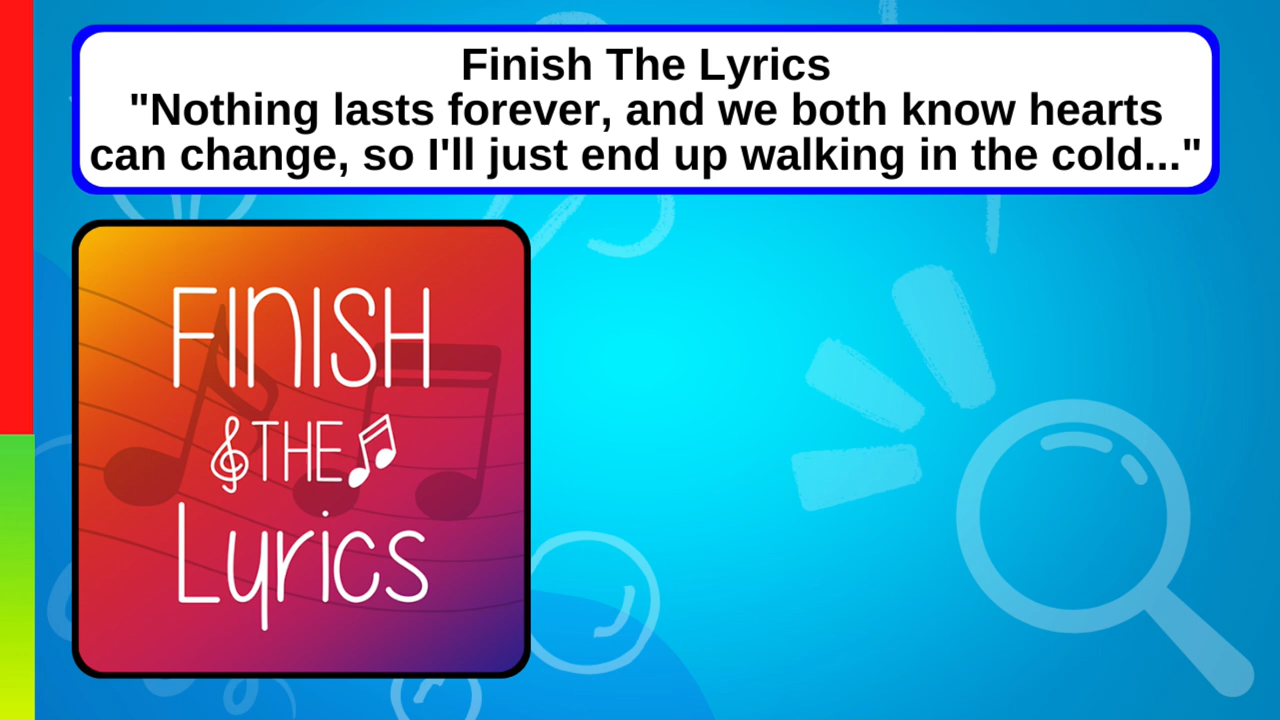 Finish The Lyrics
"Nothing lasts forever, and we both know hearts
can change, so I'll just end up walking in the cold..."
FINISH
THE
Lyrics